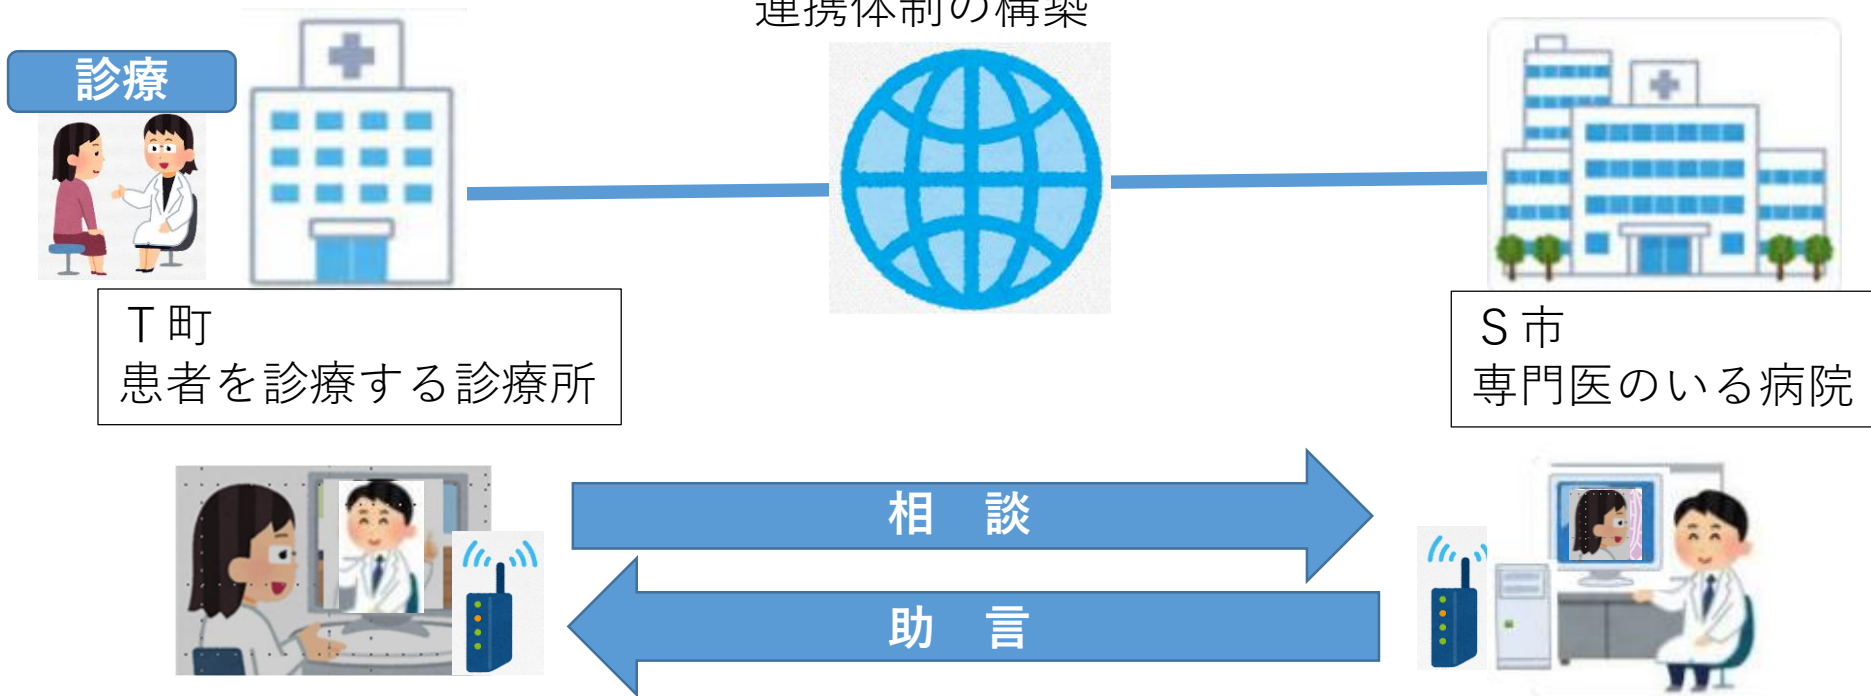 連携体制の構築
診療
Ｔ町
患者を診療する診療所
Ｓ市
専門医のいる病院
相　談
助　言